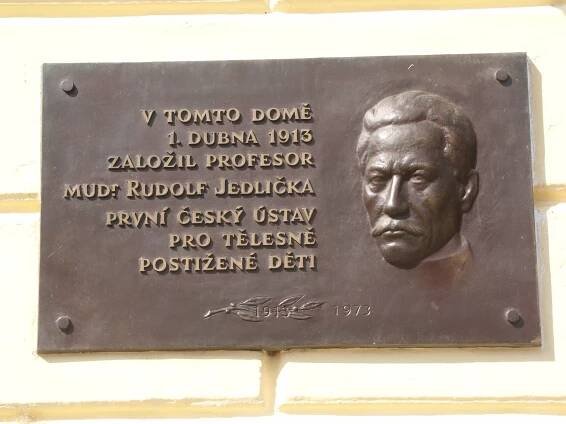 V TOMTO DOMĚ
1. DUBNA 1913
ZALOŽIL PROFESOR
MUDr RUDOLF JEDLIČKA
PRVNÍ ČESKÝ ÚSTAV
PRO TĚLESNĚ
POSTIŽENÉ DĚTI
1913 1973